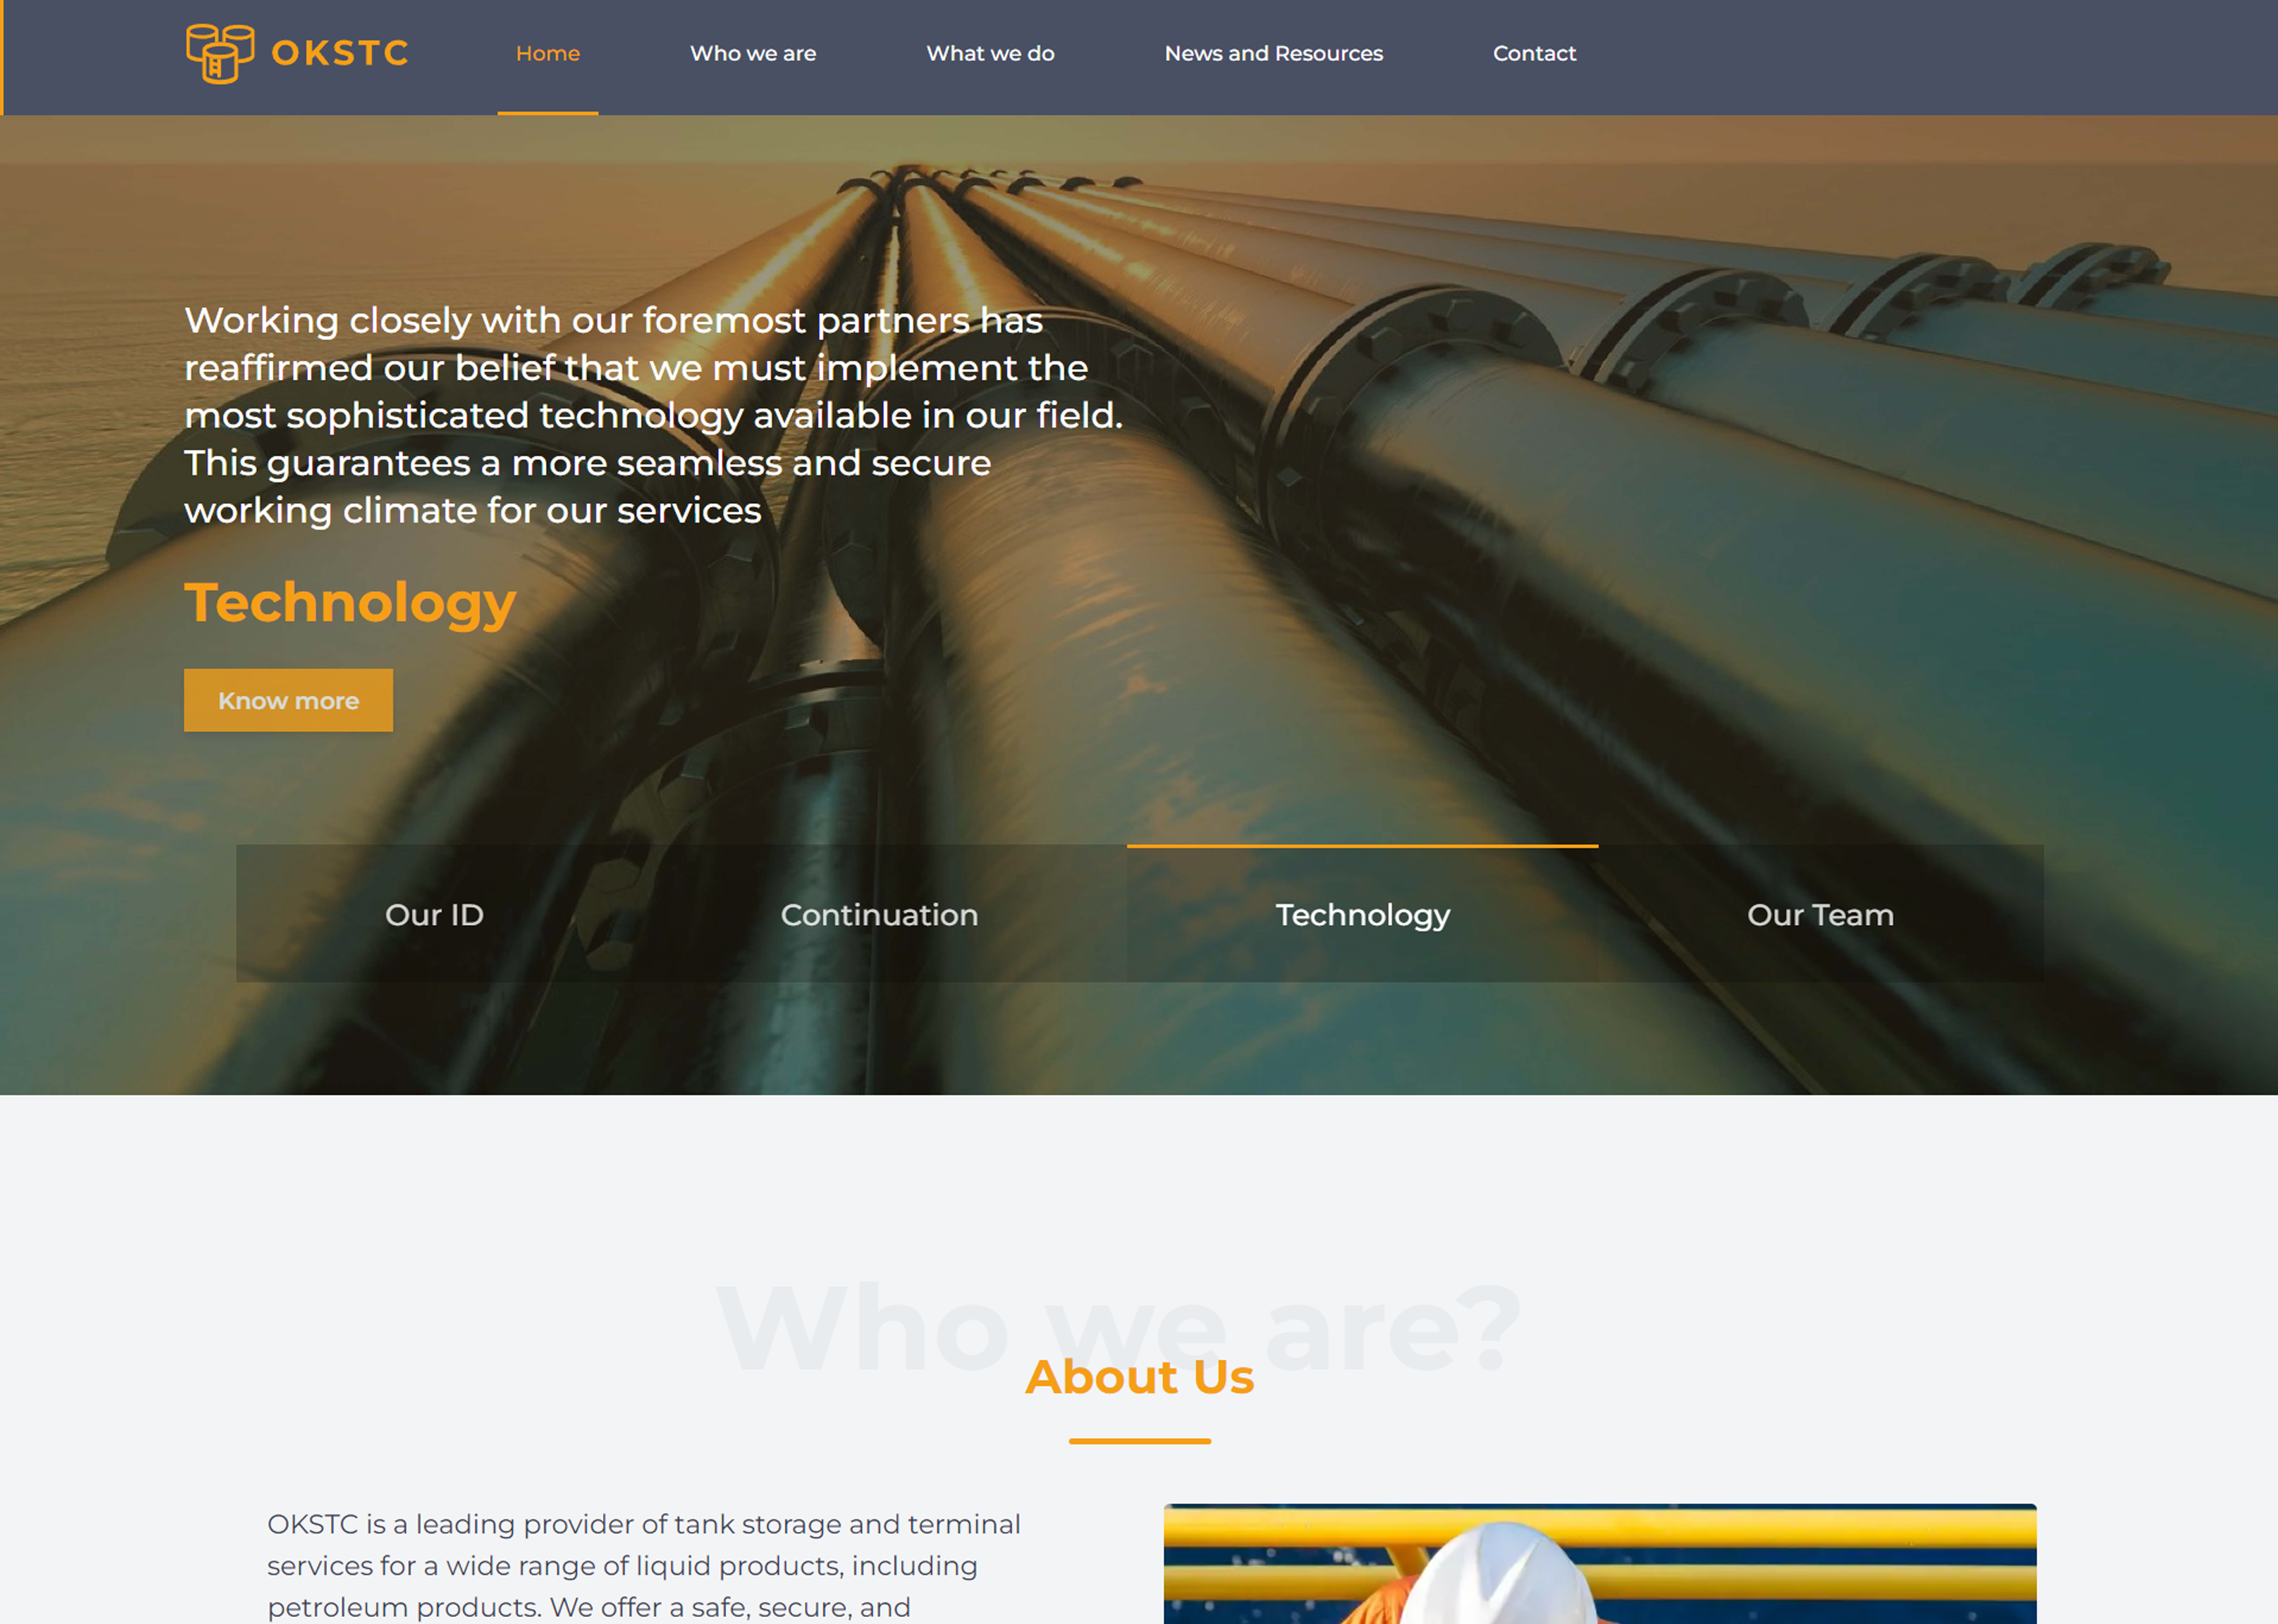 OKSTC
Home
Who we are
What we do
News and Resources
Contact
Working closely with our foremost partners has
reaffirmed our belief that we must implement the
most sophisticated technology available in our field.
This guarantees a more seamless and secure
working climate for our services
Technology
Know more
Our ID
Continuation
Technology
Our Team
Who we are?
About Us
OKSTC is a leading provider of tank storage and terminal
services for a wide range of liquid products, including
petroleum products. We offer a safe, secure, and